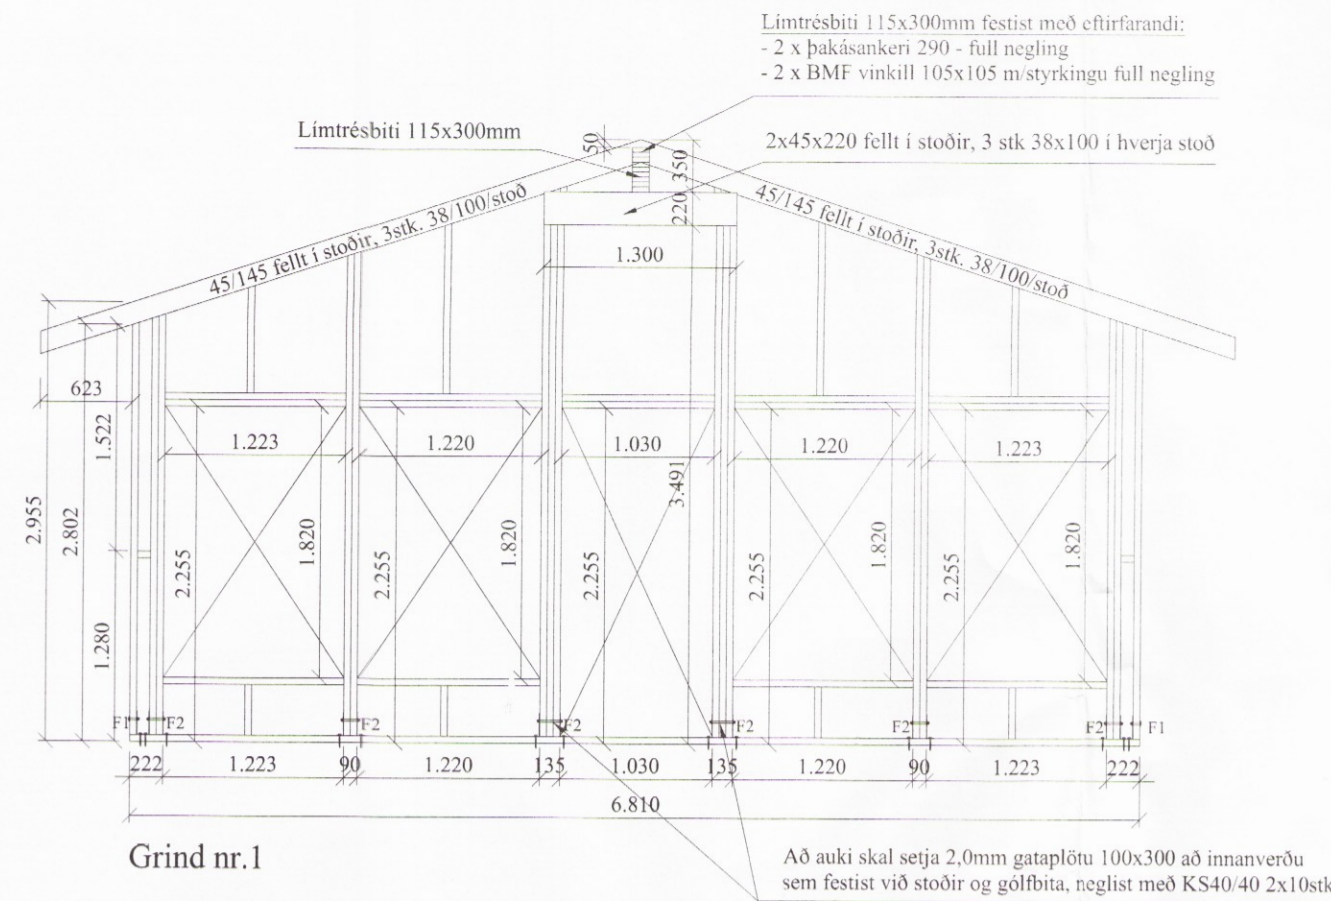 Límtrésbiti 115x300mm festist með eftirfarandi:
- 2 x þakásankeri 290 - full negling
- 2 x BMF vinkill 105x105 m/styrkingu full negling
Límtrésbiti 115x300mm
2x45x220 fellt í stoðir, 3 stk 38x100 í hverja stoð
50
350
220
45/145 fellt í stoðir, 3stk. 38/100/stoð
45/145 fellt í stoðir, 3stk. 38/100/stoð
1.300
623
1.522
1.223
1.220
1.030
1.220
1.223
3.491
2.955
2.802
1.820
1.820
1.820
1.820
2.255
2.255
2.255
2.255
2.255
1.280
F1
F2
F2
F2
F2
F2
F2
F1
222
1.223
90
1.220
135
1.030
135
1.220
90
1.223
222
6.810
Grind nr.1
Að auki skal setja 2,0mm gataplötu 100x300 að innanverðu
sem festist við stoðir og gólfbita, neglist með KS40/40 2x10stk